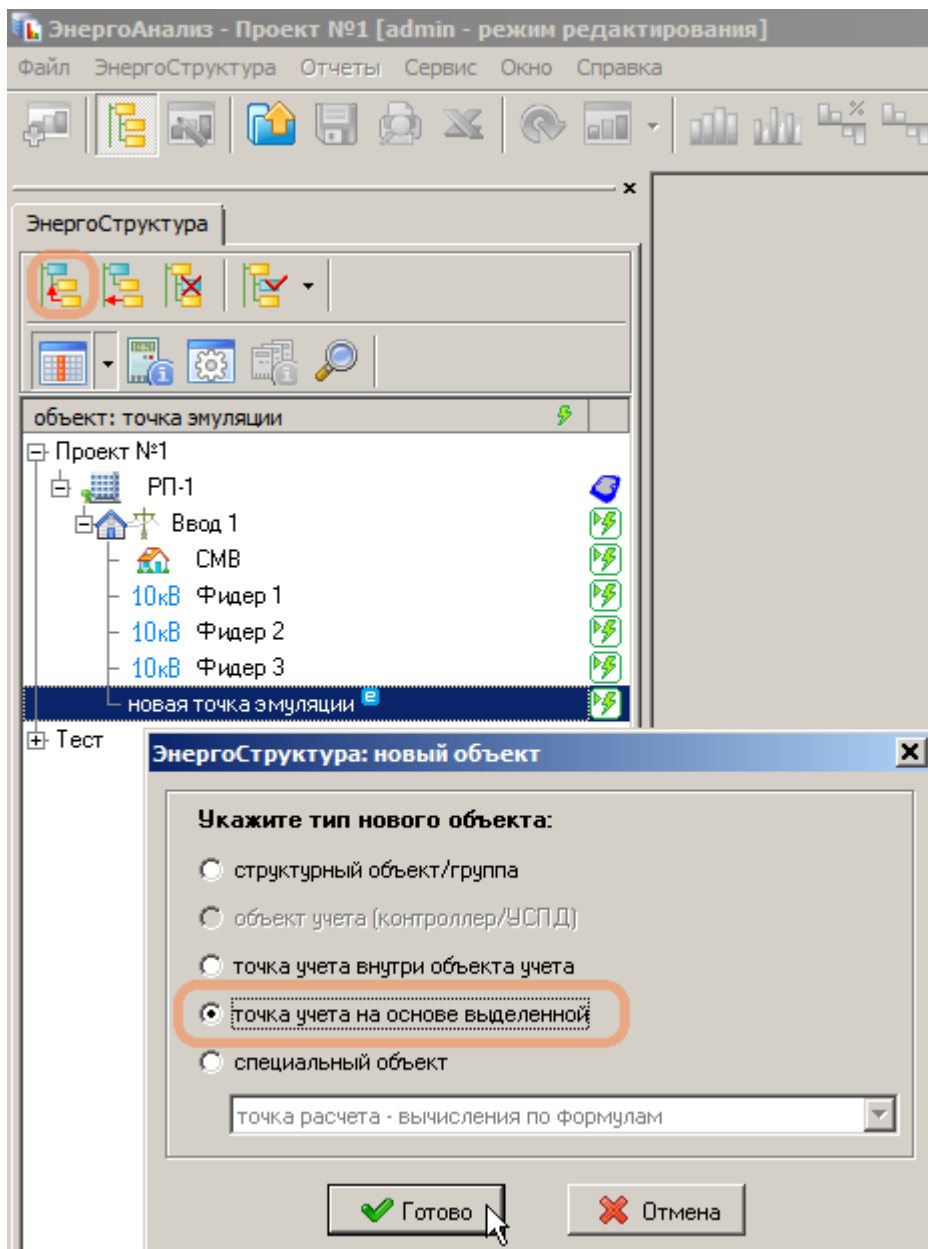 ЭнергоАнализ - Проект №1 [admin - режим редактирования]
Файл ЭнергоСтруктура Отчеты Сервис Окно Справка
ЭнергоСтруктура
объект: точка эмуляции
Проект №1
РП-1
Ввод 1
СМВ
10кВ Фидер 1
10кВ Фидер 2
10кВ Фидер 3
новая точка эмуляции e
Тест
ЭнергоСтруктура: новый объект
Укажите тип нового объекта:
структурный объект/группа
объект учета (контроллер/УСПД)
точка учета внутри объекта учета
точка учета на основе выделенной
специальный объект
точка расчета - вычисления по формулам
Готово Отмена